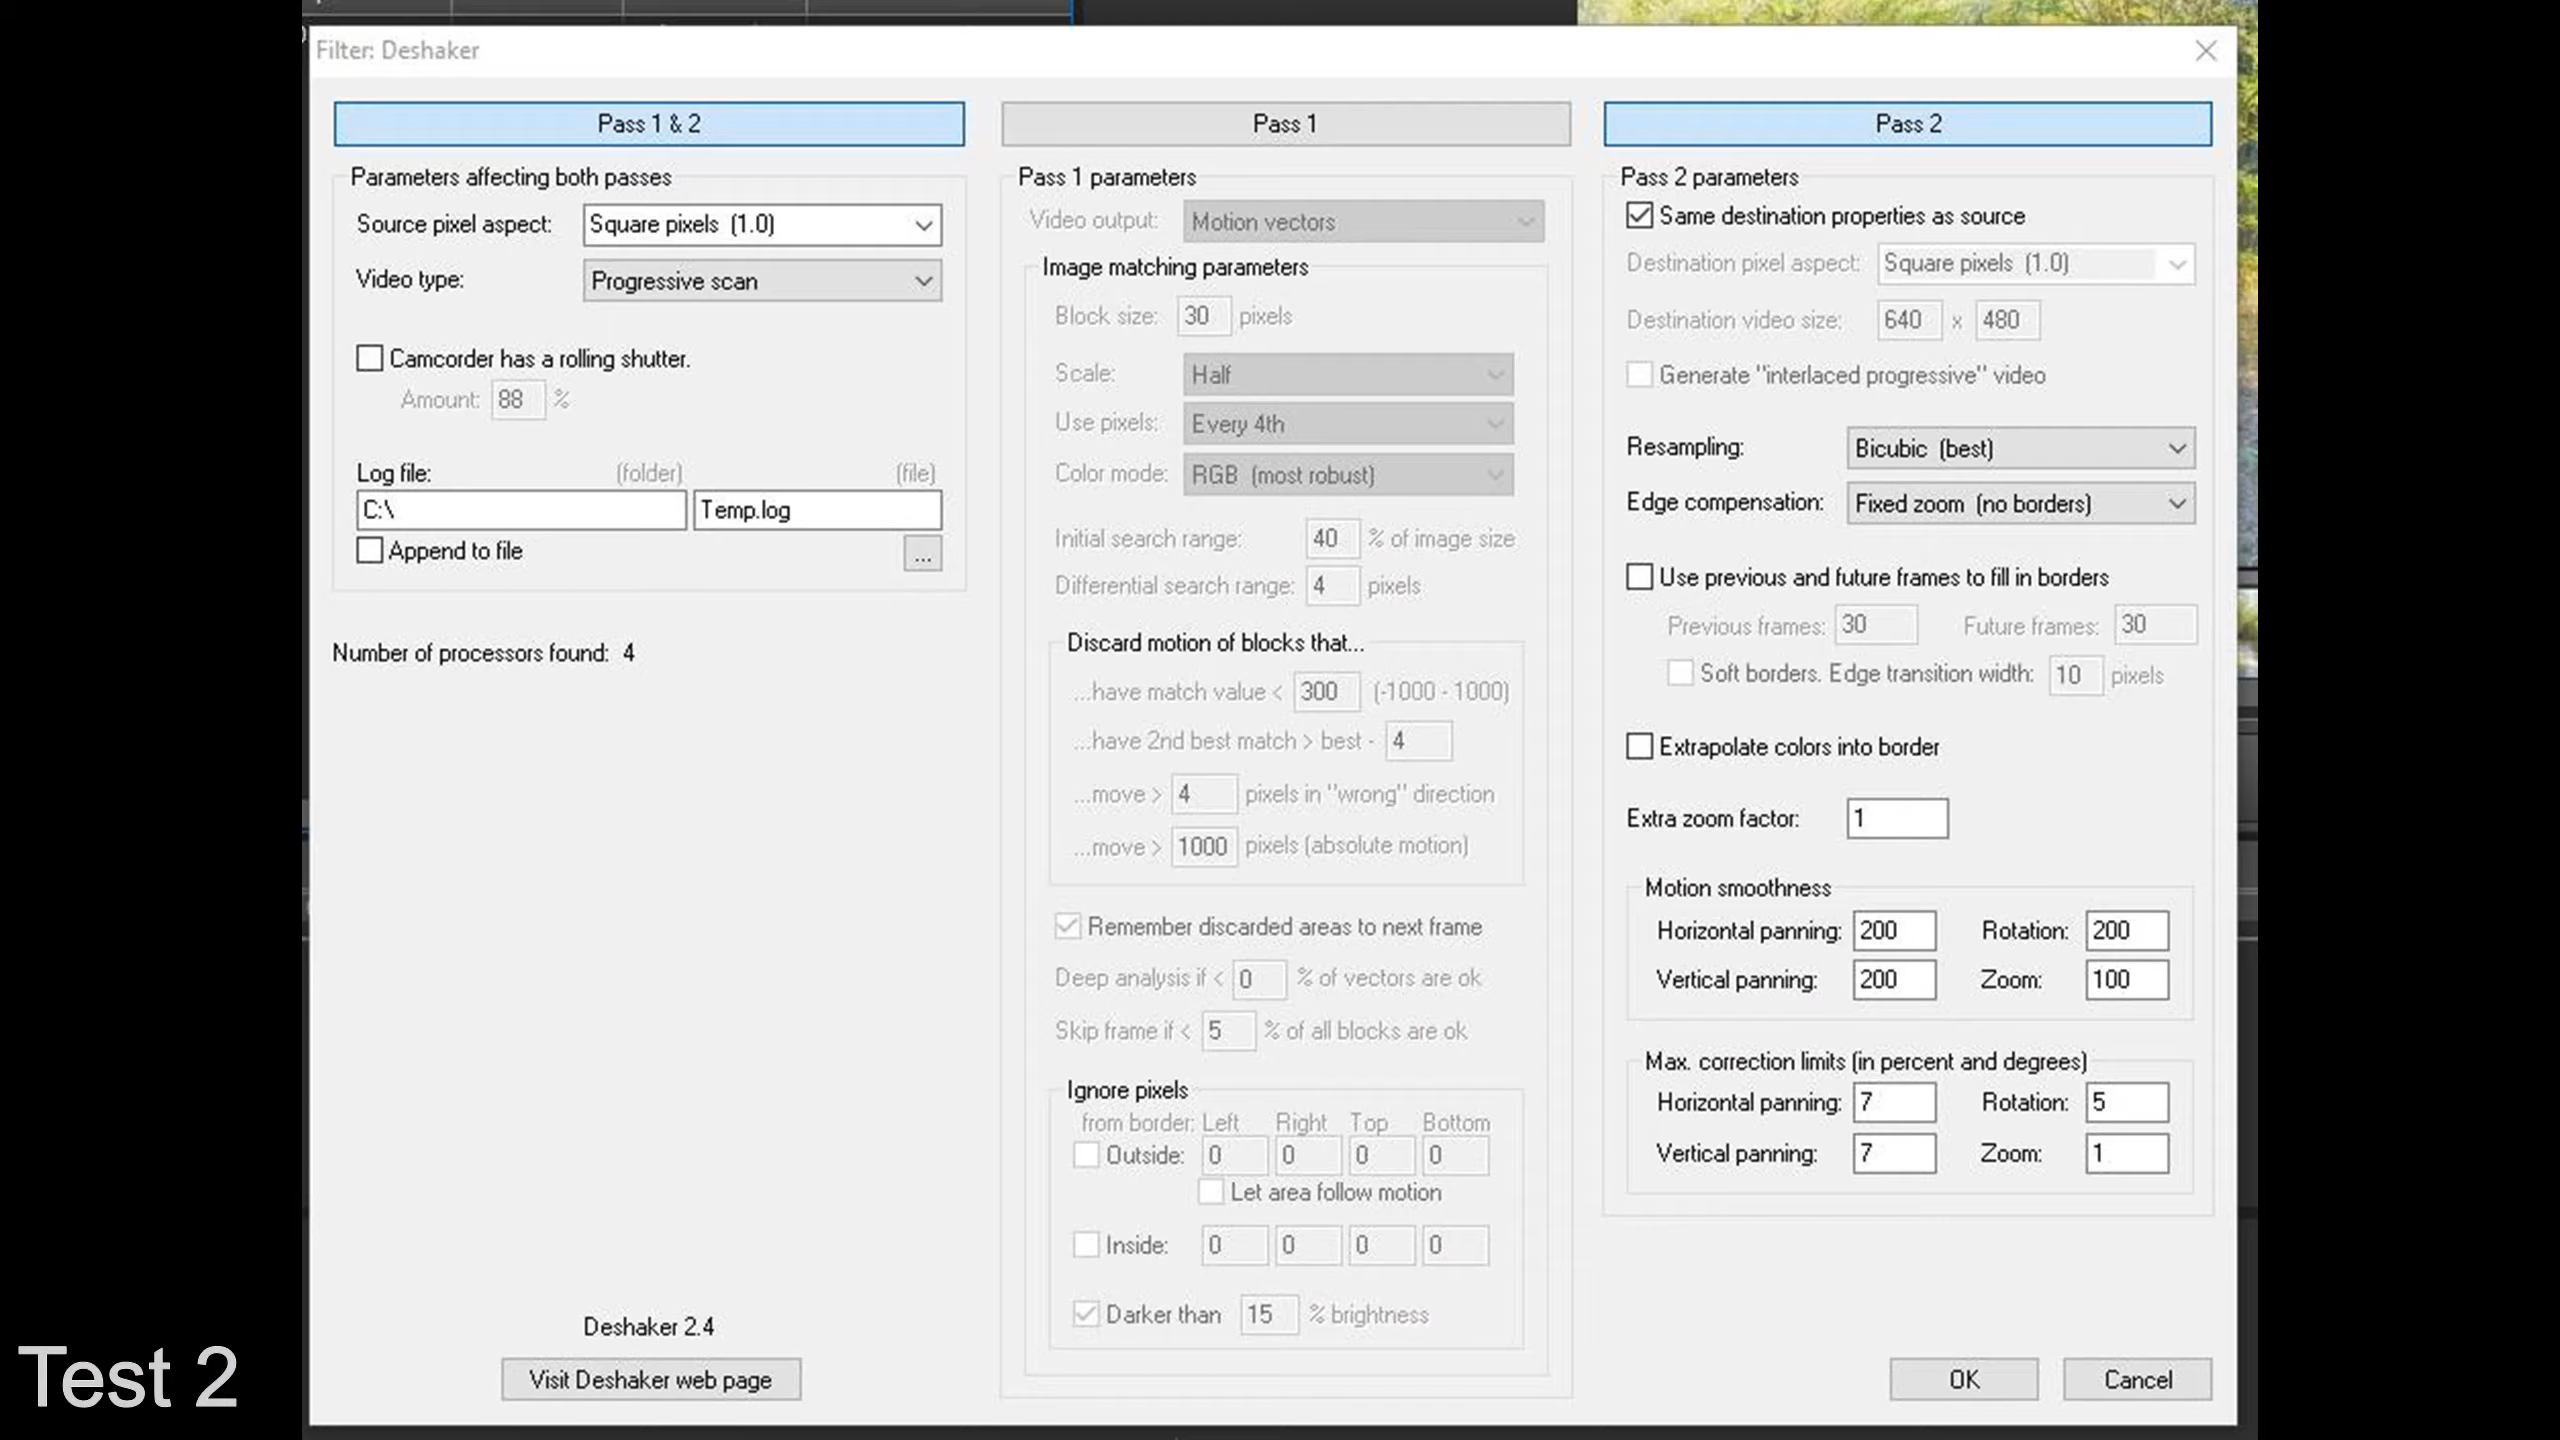 Filter: Deshaker
Pass 1 & 2
Parameters affecting both passes
Source pixel aspect: Square pixels (1.0)
Video type: Progressive scan
Camcorder has a rolling shutter.
Amount: 88 %
Log file: (folder) (file)
C:\ Temp.log
Append to file ...
Number of processors found: 4
Deshaker 2.4
Visit Deshaker web page
Pass 1
Pass 1 parameters
Video output: Motion vectors
Image matching parameters
Block size: 30 pixels
Scale: Half
Use pixels: Every 4th
Color mode: RGB (most robust)
Initial search range: 40 % of image size
Differential search range: 4 pixels
Discard motion of blocks that...
...have match value < 300 (-1000 - 1000)
...have 2nd best match > best - 4
...move > 4 pixels in "wrong" direction
...move > 1000 pixels (absolute motion)
Remember discarded areas to next frame
Deep analysis if < 0 % of vectors are ok
Skip frame if < 5 % of all blocks are ok
Ignore pixels
from border: Left Right Top Bottom
Outside: 0 0 0 0
Let area follow motion
Inside: 0 0 0 0
Darker than 15 % brightness
Pass 2
Pass 2 parameters
Same destination properties as source
Destination pixel aspect: Square pixels (1.0)
Destination video size: 640 x 480
Generate "interlaced progressive" video
Resampling: Bicubic (best)
Edge compensation: Fixed zoom (no borders)
Use previous and future frames to fill in borders
Previous frames: 30 Future frames: 30
Soft borders. Edge transition width: 10 pixels
Extrapolate colors into border
Extra zoom factor: 1
Motion smoothness
Horizontal panning: 200 Rotation: 200
Vertical panning: 200 Zoom: 100
Max. correction limits (in percent and degrees)
Horizontal panning: 7 Rotation: 5
Vertical panning: 7 Zoom: 1
OK Cancel
Test 2